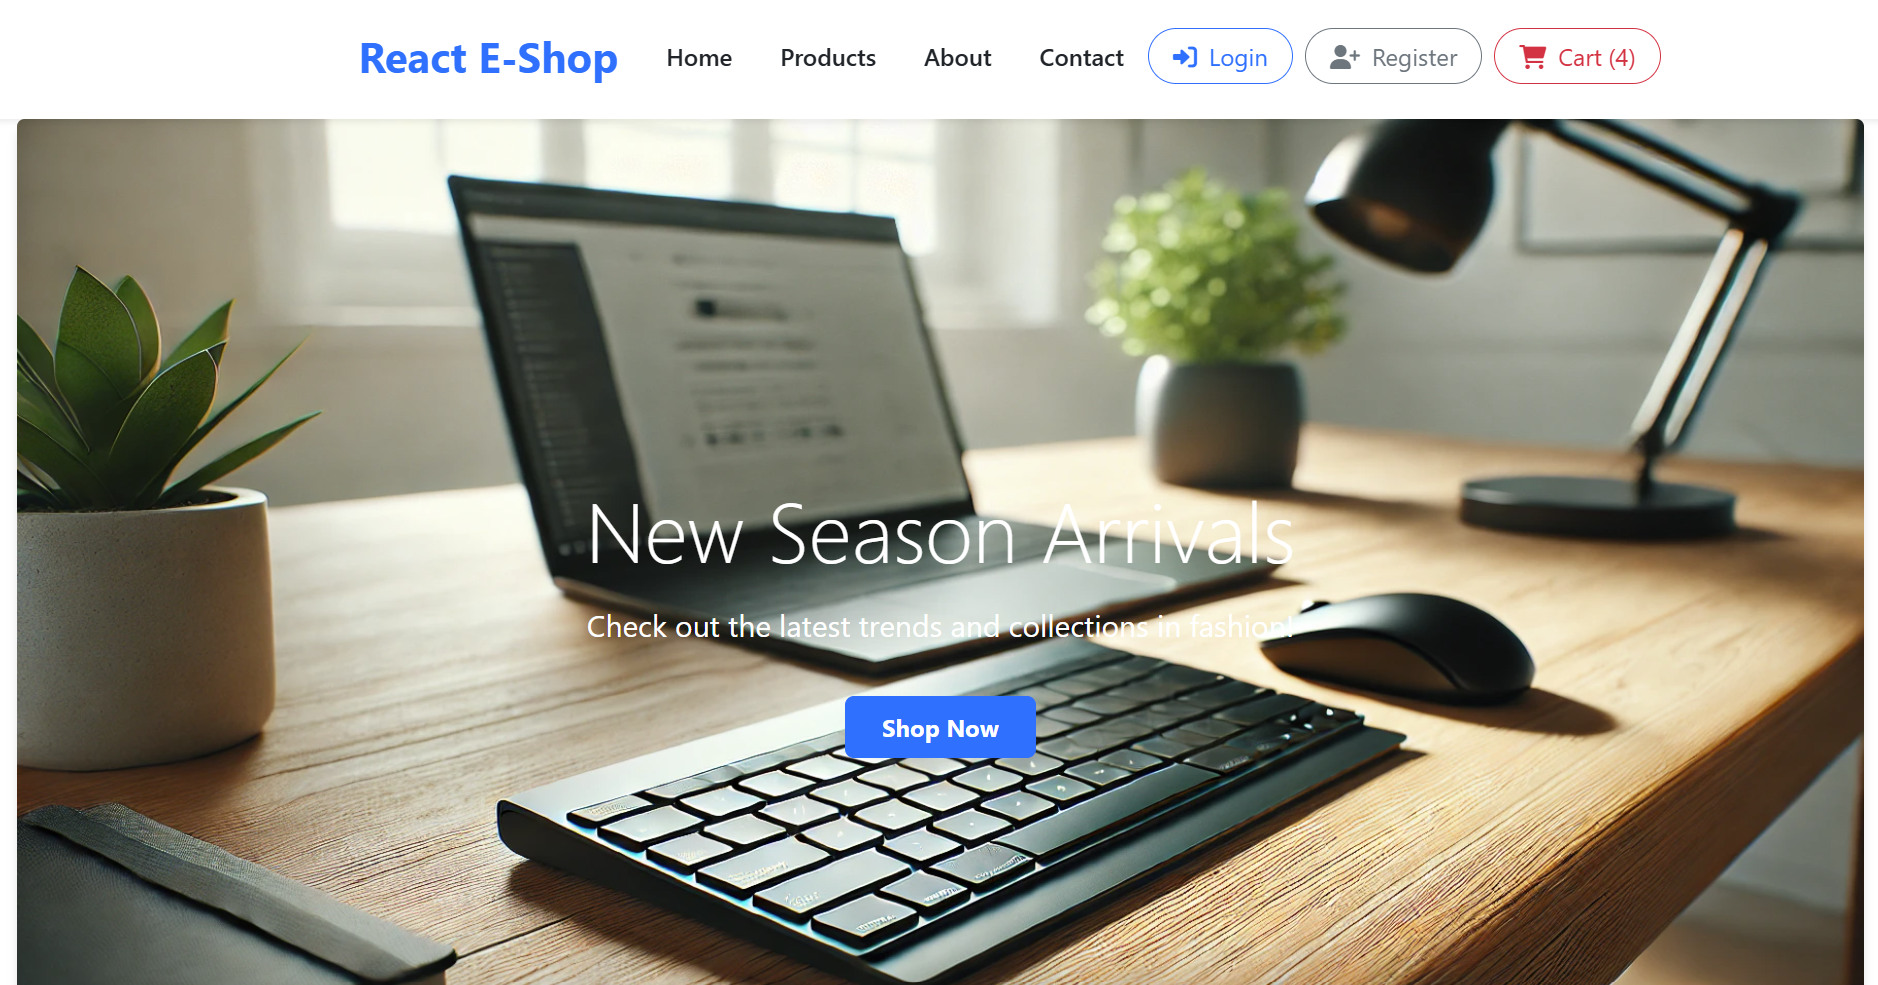 React E-Shop Home Products About Contact Login Register Cart (4)
New Season Arrivals
Check out the latest trends and collections in fashion!
Shop Now